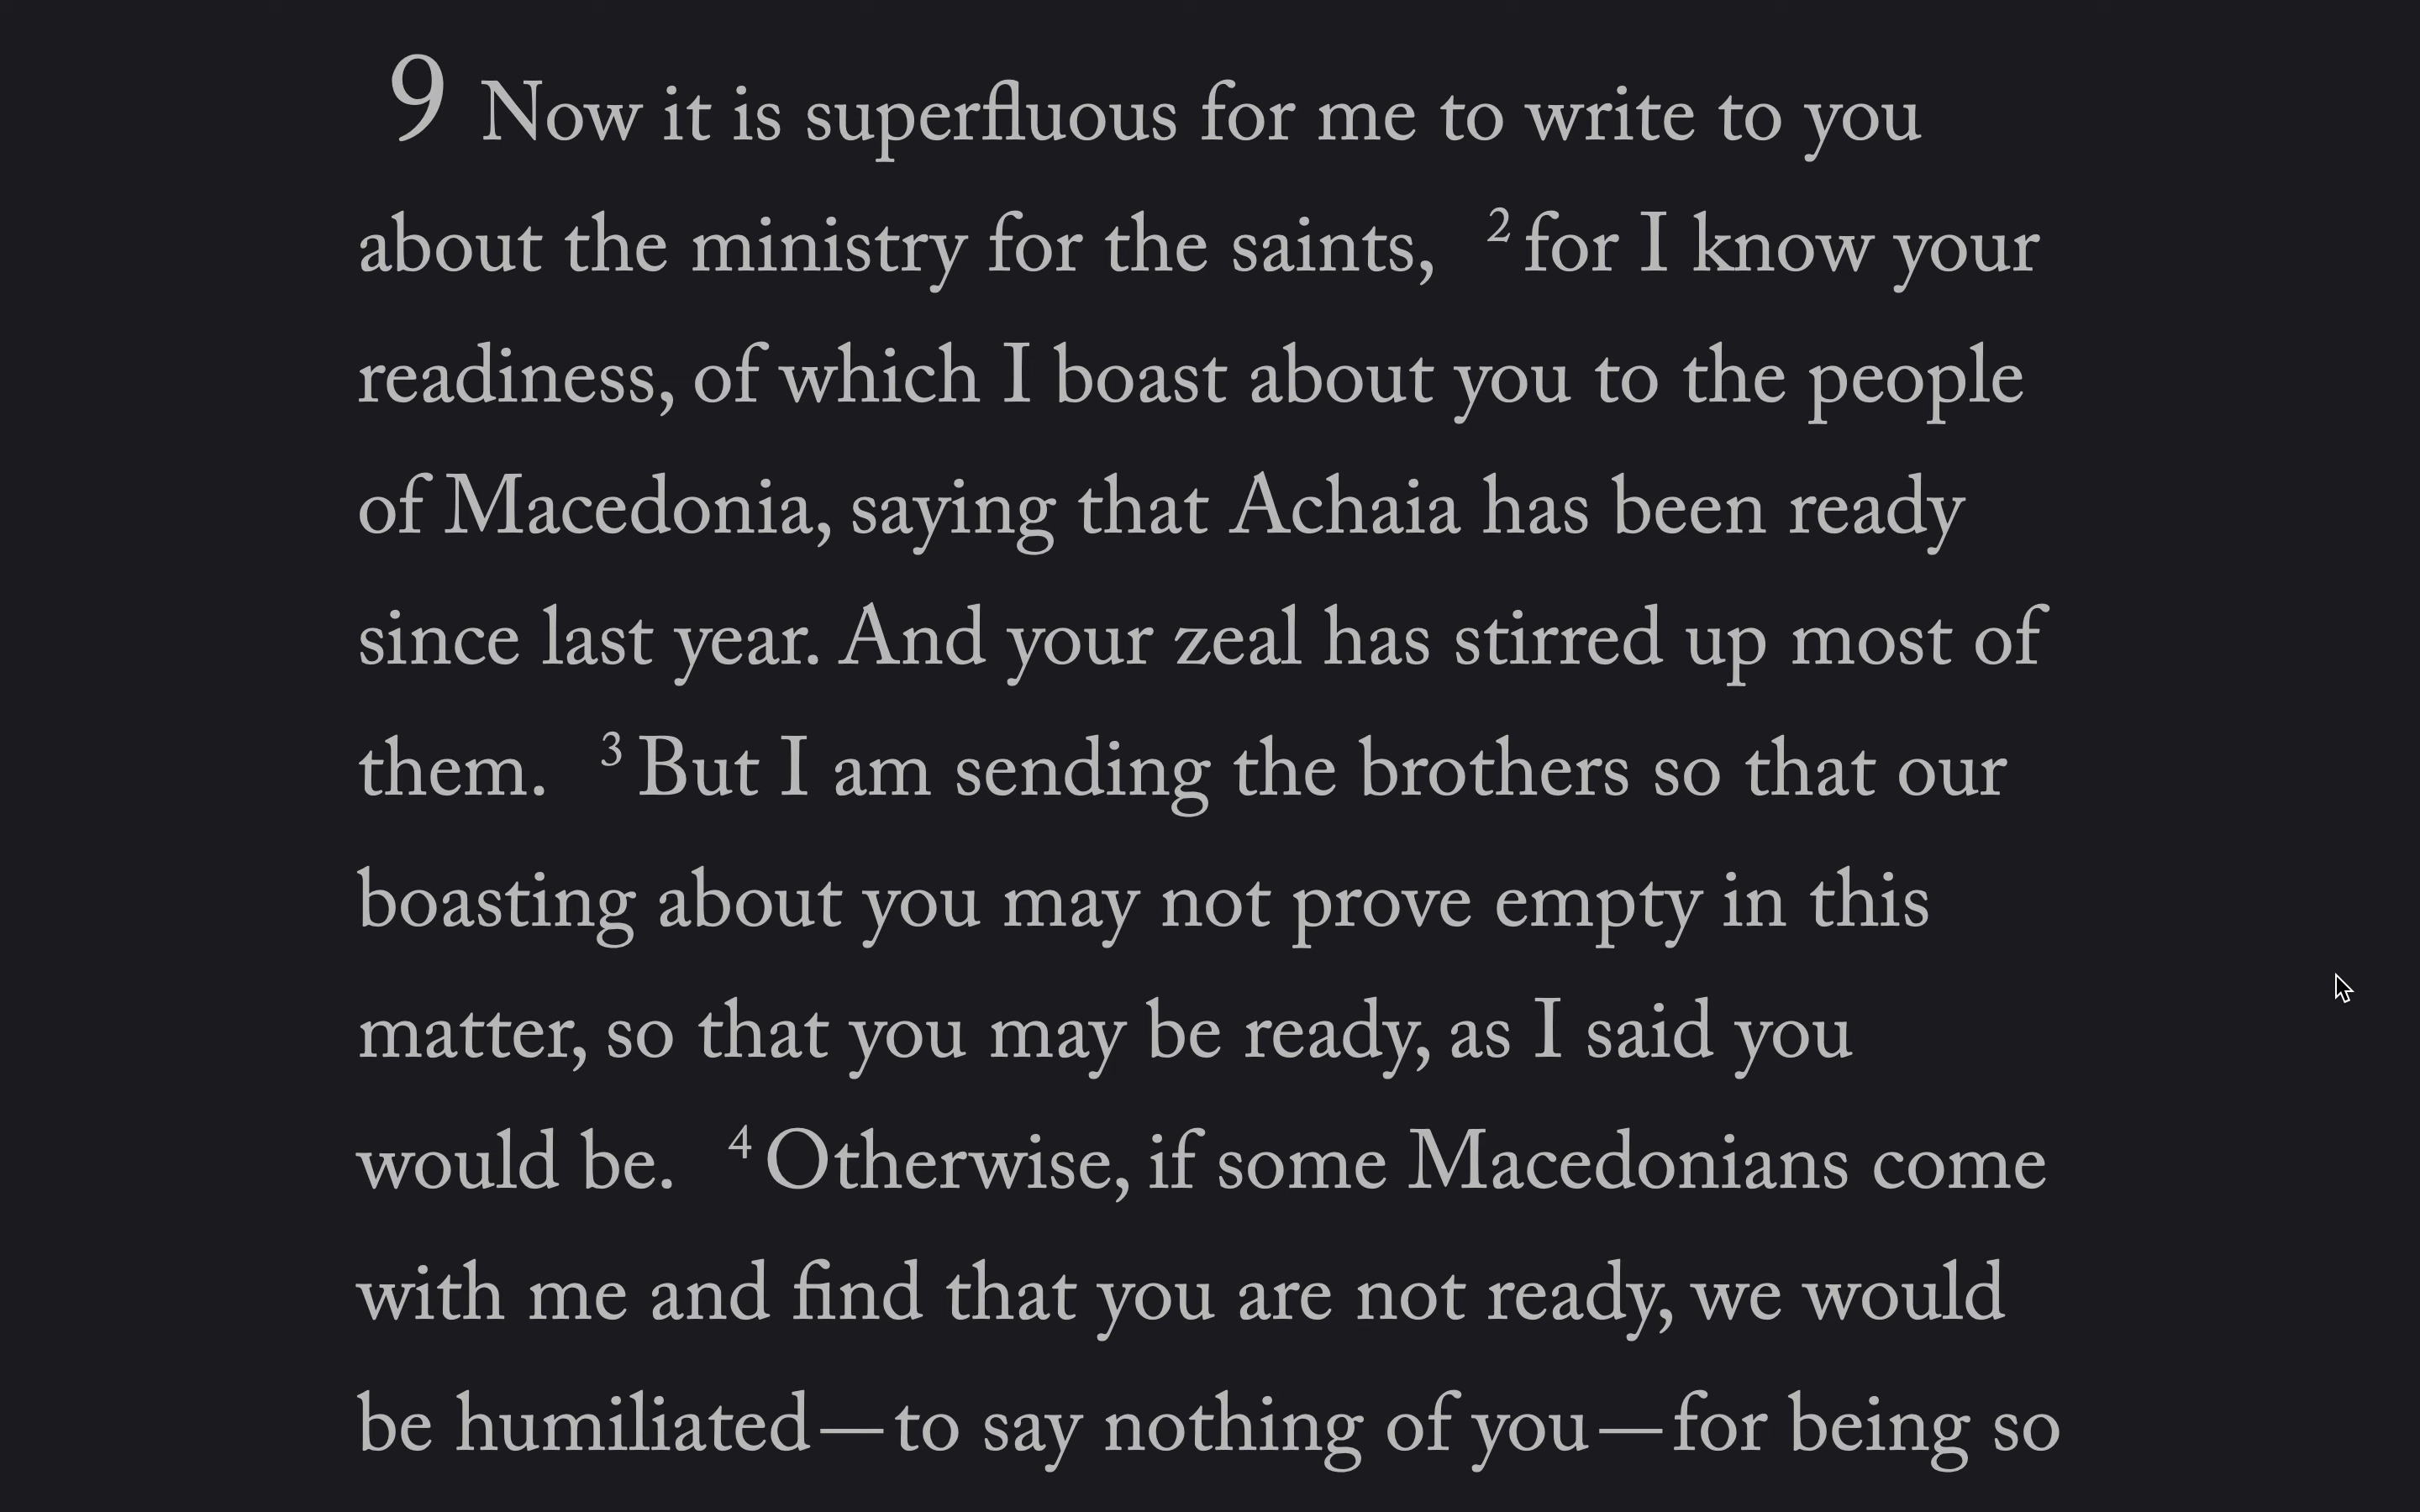 9 Now it is superfluous for me to write to you
about the ministry for the saints, 2 for I know your
readiness, of which I boast about you to the people
of Macedonia, saying that Achaia has been ready
since last year. And your zeal has stirred up most of
them. 3 But I am sending the brothers so that our
boasting about you may not prove empty in this
matter, so that you may be ready, as I said you
would be. 4 Otherwise, if some Macedonians come
with me and find that you are not ready, we would
be humiliated—to say nothing of you—for being so